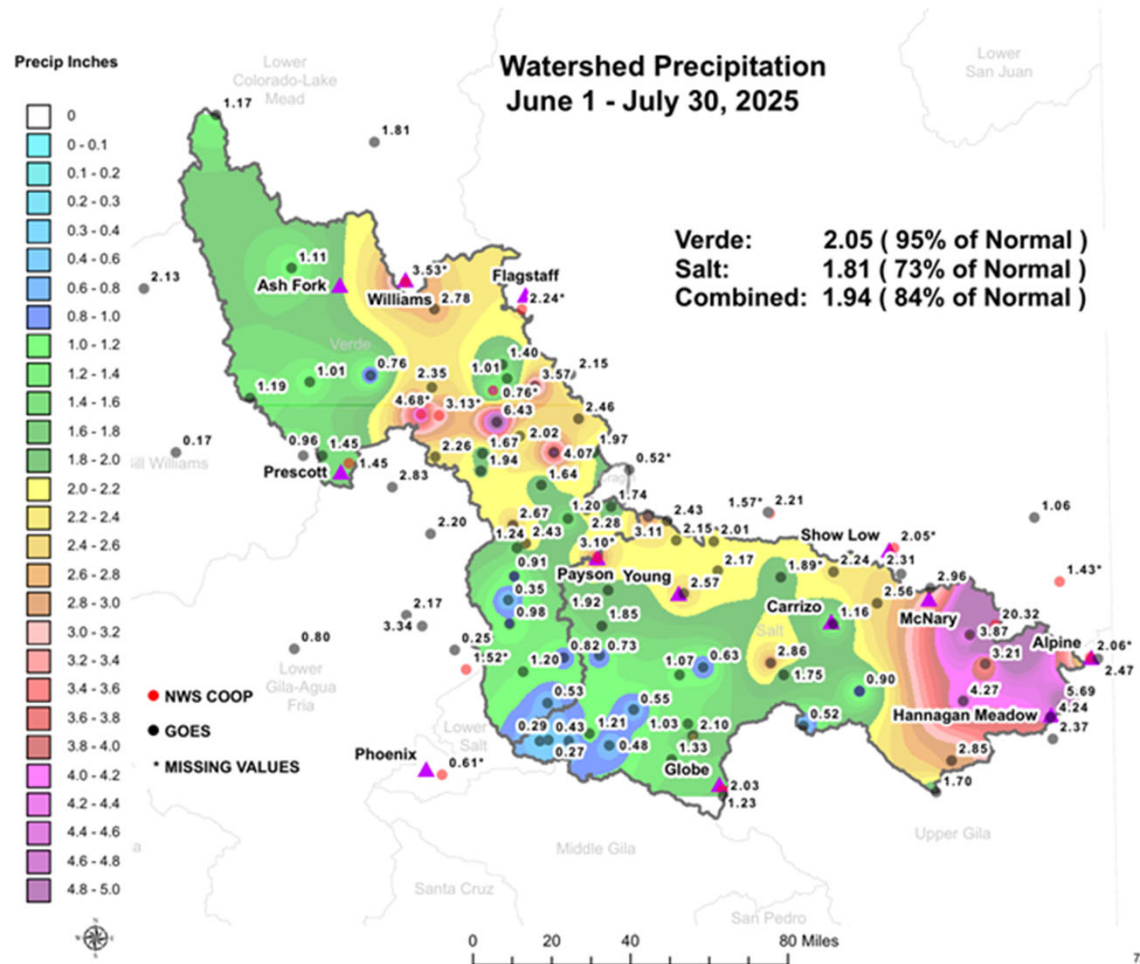 Watershed Precipitation
June 1 - July 30, 2025
Precip Inches
0
0 - 0.1
0.1 - 0.2
0.2 - 0.3
0.3 - 0.4
0.4 - 0.6
0.6 - 0.8
0.8 - 1.0
1.0 - 1.2
1.2 - 1.4
1.4 - 1.6
1.6 - 1.8
1.8 - 2.0
2.0 - 2.2
2.2 - 2.4
2.4 - 2.6
2.6 - 2.8
2.8 - 3.0
3.0 - 3.2
3.2 - 3.4
3.4 - 3.6
3.6 - 3.8
3.8 - 4.0
4.0 - 4.2
4.2 - 4.4
4.4 - 4.6
4.6 - 4.8
4.8 - 5.0
Verde: 2.05 ( 95% of Normal )
Salt: 1.81 ( 73% of Normal )
Combined: 1.94 ( 84% of Normal )
Lower
Colorado-Lake
Mead
Lower
San Juan
1.17
1.81
2.13
1.11
Ash Fork
3.53*
Williams
2.78
Flagstaff
2.24*
Verde
1.40
1.01
0.76
1.01
1.19
2.35
3.57
2.15
0.76*
4.68*
3.13*
6.43
2.46
0.17
ill Williams
0.96
1.45
1.45
Prescott
2.26
1.67
1.94
2.02
4.07
1.97
2.83
1.64
0.52*
2.20
2.67
1.20
1.74
1.24
2.43
2.28
3.11
2.43
2.15
2.01
1.57*
2.21
1.06
Show Low
2.05*
3.10*
Payson
Young
2.57
2.17
1.89*
2.24
2.31
1.43*
0.91
0.35
0.98
1.92
1.85
Carrizo
1.16
2.56
2.96
McNary
20.32
3.87
Alpine
2.06*
2.47
2.17
3.34
0.80
0.25
1.52*
Lower
Gila-Agua
Fria
Salt
0.82
0.73
1.20
1.07
0.63
2.86
1.75
0.90
3.21
4.27
5.69
4.24
2.37
Hannagan Meadow
NWS COOP
GOES
* MISSING VALUES
Lower
Salt
0.53
0.55
0.29
0.43
1.21
1.03
2.10
0.52
0.27
0.48
1.33
2.85
1.70
Phoenix
0.61*
Globe
2.03
1.23
Middle Gila
Upper Gila
Santa Cruz
San Pedro
0 20 40 80 Miles